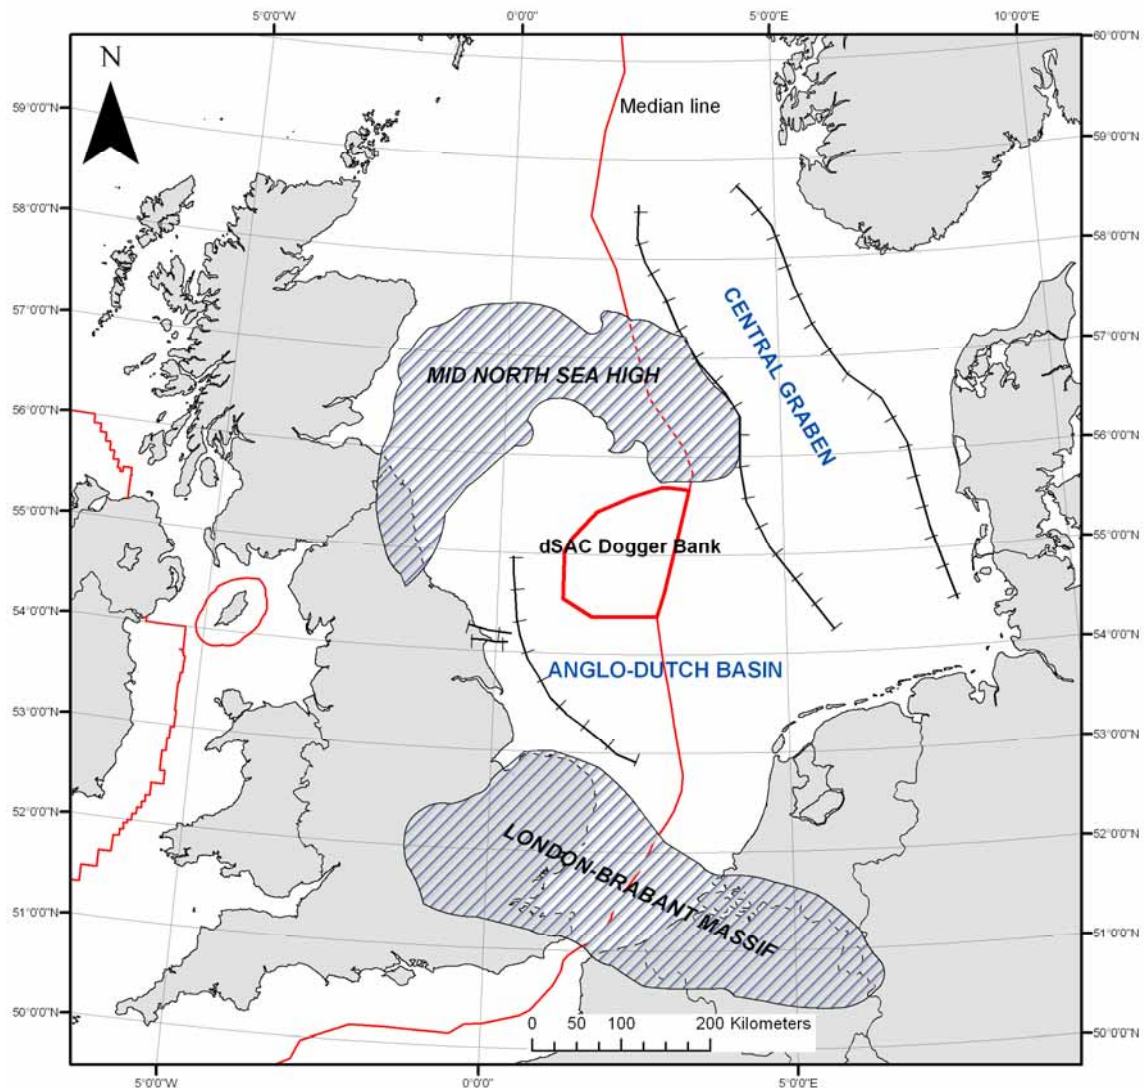 5°0'0"W 0°0'0" 5°0'0"E 10°0'0"E
60°0'0"N
N
59°0'0"N
Median line
59°0'0"N
58°0'0"N
58°0'0"N
CENTRAL GRABEN
57°0'0"N
57°0'0"N
MID NORTH SEA HIGH
56°0'0"N
56°0'0"N
55°0'0"N
dSAC Dogger Bank
55°0'0"N
54°0'0"N
54°0'0"N
ANGLO-DUTCH BASIN
53°0'0"N
53°0'0"N
52°0'0"N
52°0'0"N
LONDON-BRABANT MASSIF
51°0'0"N
51°0'0"N
50°0'0"N
0 50 100 200 Kilometers
50°0'0"N
5°0'0"W 0°0'0" 5°0'0"E